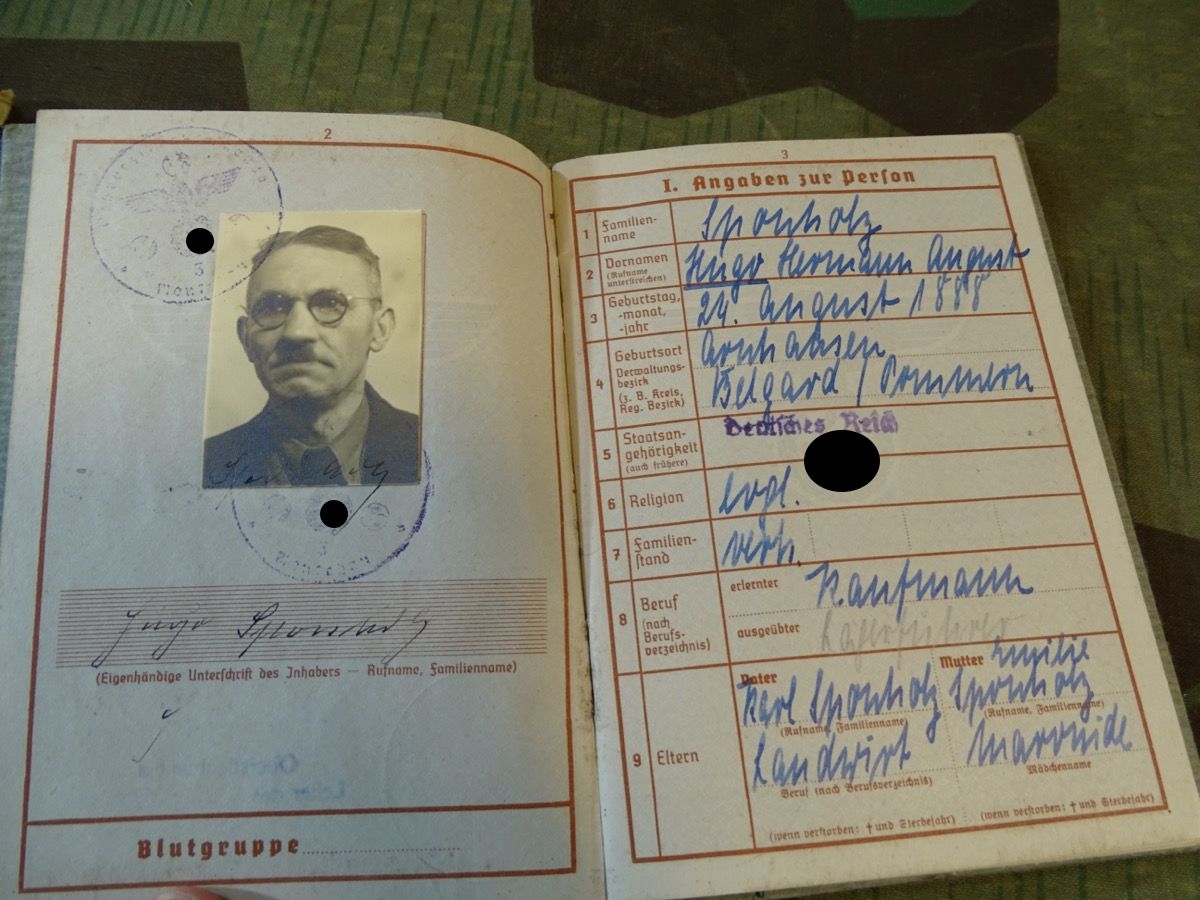 2
Hugo Sponholz
(Eigenhändige Unterschrift des Inhabers — Rufname, Familienname)
Blutgruppe
3
I. Angaben zur Person
1 Familien-
name
Sponholz
2 Vornamen
(Rufname
unterstreichen)
Hugo Hermann August
3 Geburtstag,
-monat,
-jahr
24. August 1888
4 Geburtsort
Verwaltungs-
bezirk
(z. B. Kreis,
Reg. Bezirk)
Arnhausen
Belgard / Pommern
5 Staatsan-
gehörigkeit
(auch frühere)
Deutsches Reich
6 Religion
evgl.
7 Familien-
stand
verh.
8 Beruf
(nach
Berufs-
verzeichnis)
erlernter
Kaufmann
ausgeübter
9 Eltern
Vater
Karl Sponholz
(Rufname, Familienname)
Landwirt
Beruf (nach Berufsverzeichnis)
(wenn verstorben: † und Sterbejahr)
Mutter Emilie
Sponholz
(Rufname, Familienname)
Mädchenname
(wenn verstorben: † und Sterbejahr)